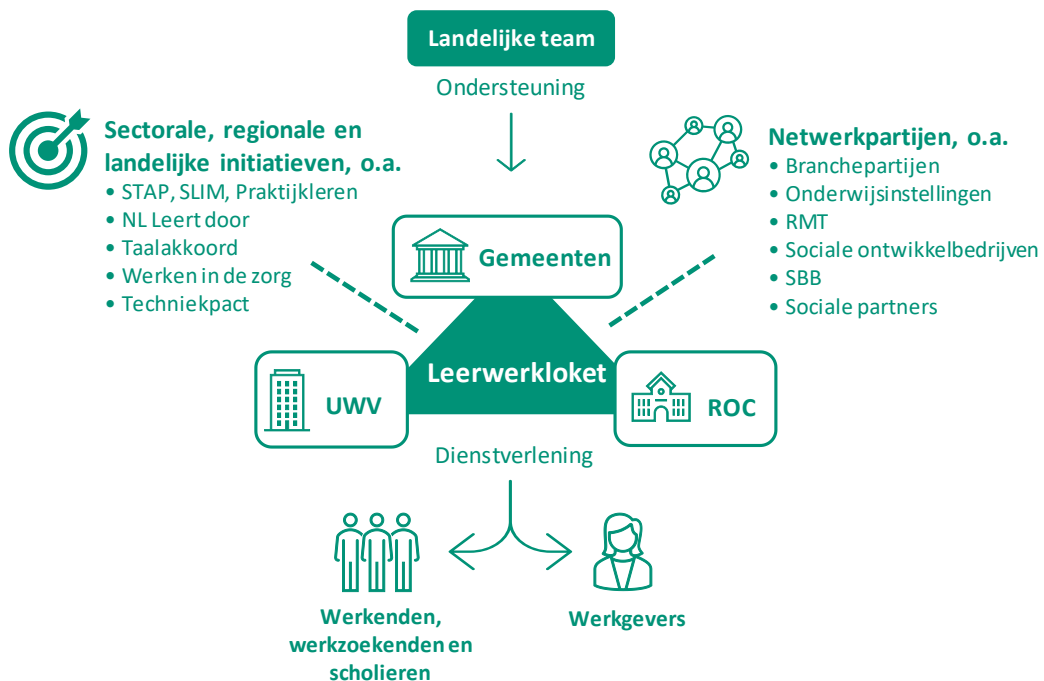 Landelijke team
Ondersteuning
Sectorale, regionale en
landelijke initiatieven, o.a.
• STAP, SLIM, Praktijkleren
• NL Leert door
• Taalakkoord
• Werken in de zorg
• Techniekpact
Netwerkpartijen, o.a.
• Branchepartijen
• Onderwijsinstellingen
• RMT
• Sociale ontwikkelbedrijven
• SBB
• Sociale partners
Gemeenten
Leerwerkloket
UWV
ROC
Dienstverlening
Werkenden,
werkzoekenden en
scholieren
Werkgevers